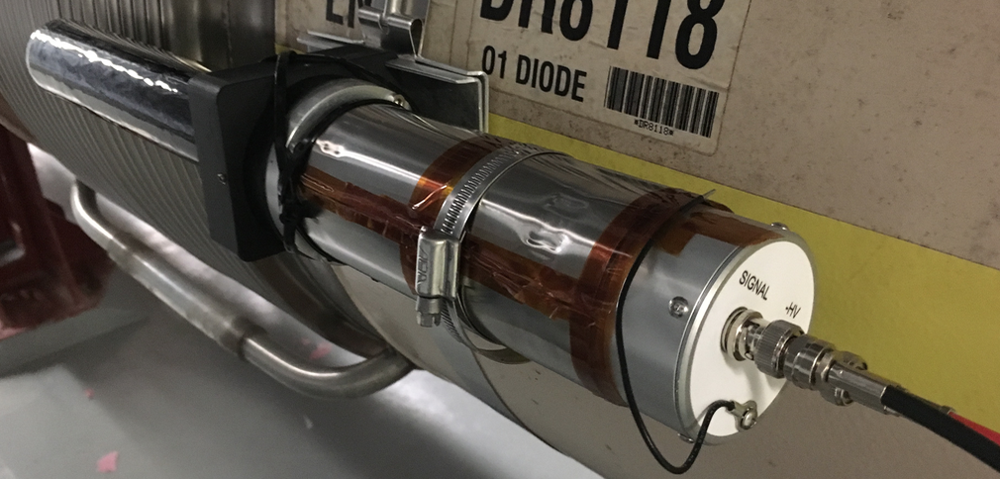 DR8118
01 DIODE
*DR8118*
SIGNAL
-HV